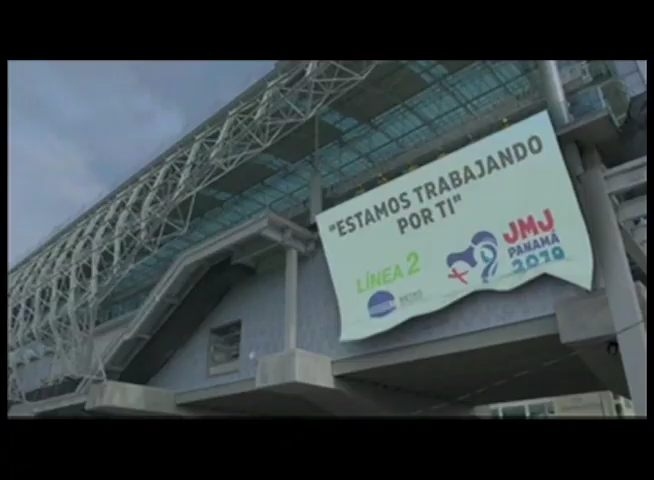 "ESTAMOS TRABAJANDO
POR TI"
LÍNEA 2
JMJ
PANAMÁ
2019